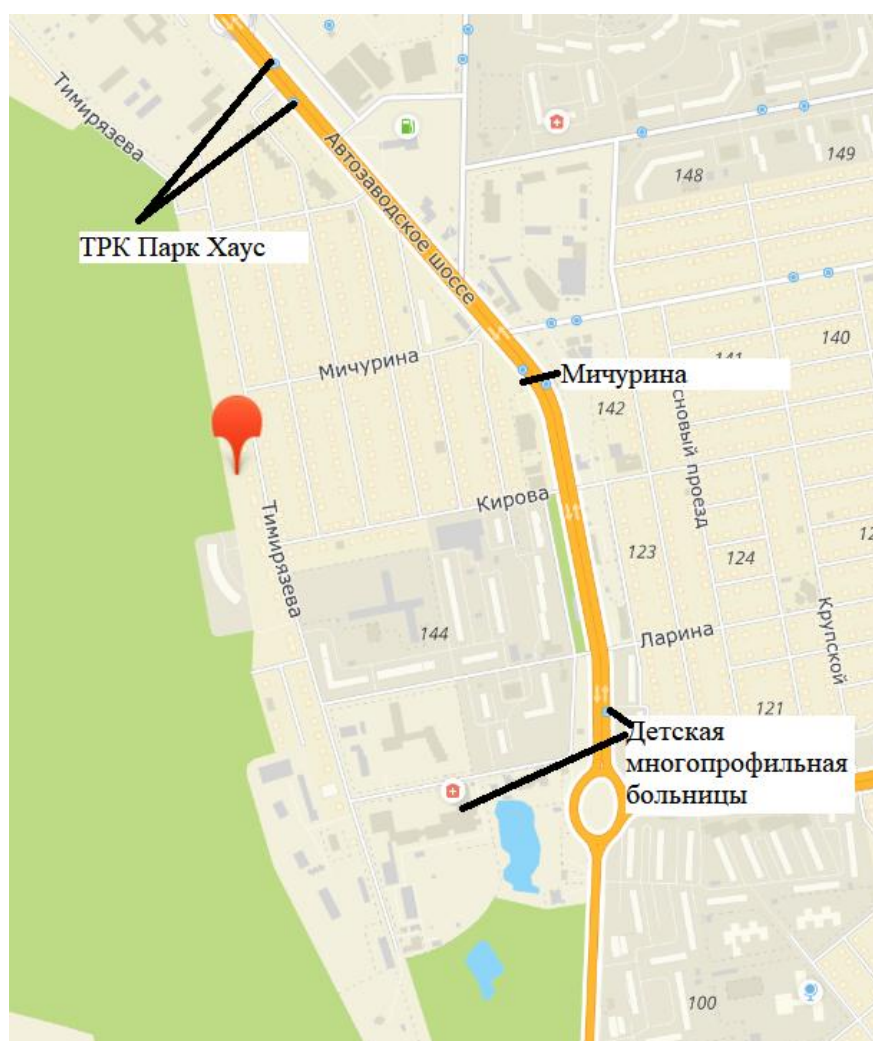 Тимирязева
Автозаводское шоссе
149
148
ТРК Парк Хаус
140
141
Мичурина
Мичурина
142
сновый проезд
Кирова
Тимирязева
123
124
12
Крупской
144
Ларина
121
Детская
многопрофильная
больницы
100